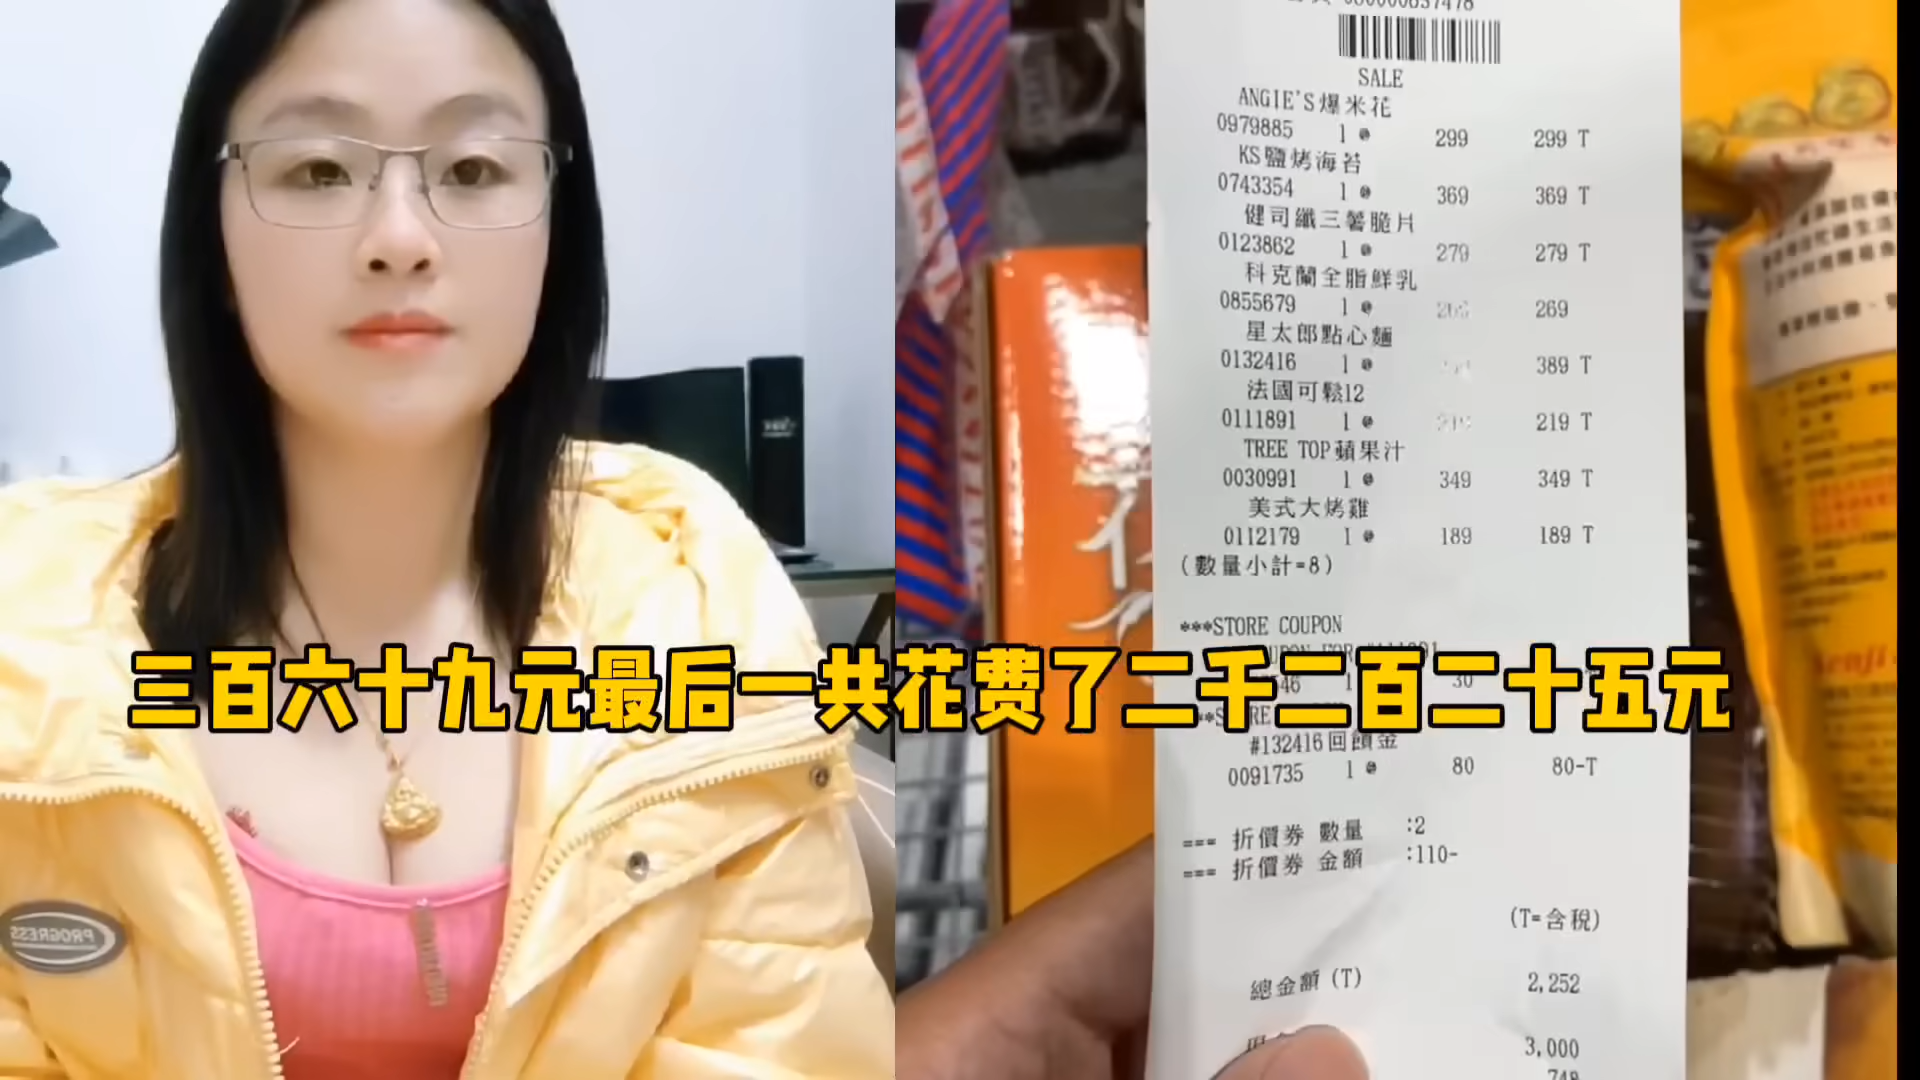 SALE
ANGIE'S爆米花
0979885 1 @ 299 299 T
KS鹽烤海苔
0743354 1 @ 369 369 T
健司纖三薯脆片
0123862 1 @ 279 279 T
科克蘭全脂鮮乳
0855679 1 @ 269
星太郎點心麵
0132416 1 @ 389 T
法國可鬆12
0111891 1 @ 219 T
TREE TOP蘋果汁
0030991 1 @ 349 349 T
美式大烤雞
0112179 1 @ 189 189 T
(數量小計=8)
***STORE COUPON
三百六十九元最后一共花费了二千二百二十五元
#132416回饋金
0091735 1 @ 80 80-T
=== 折價券 數量 :2
=== 折價券 金額 :110-
(T=含稅)
總金額 (T) 2,252
3,000
PROGRESS